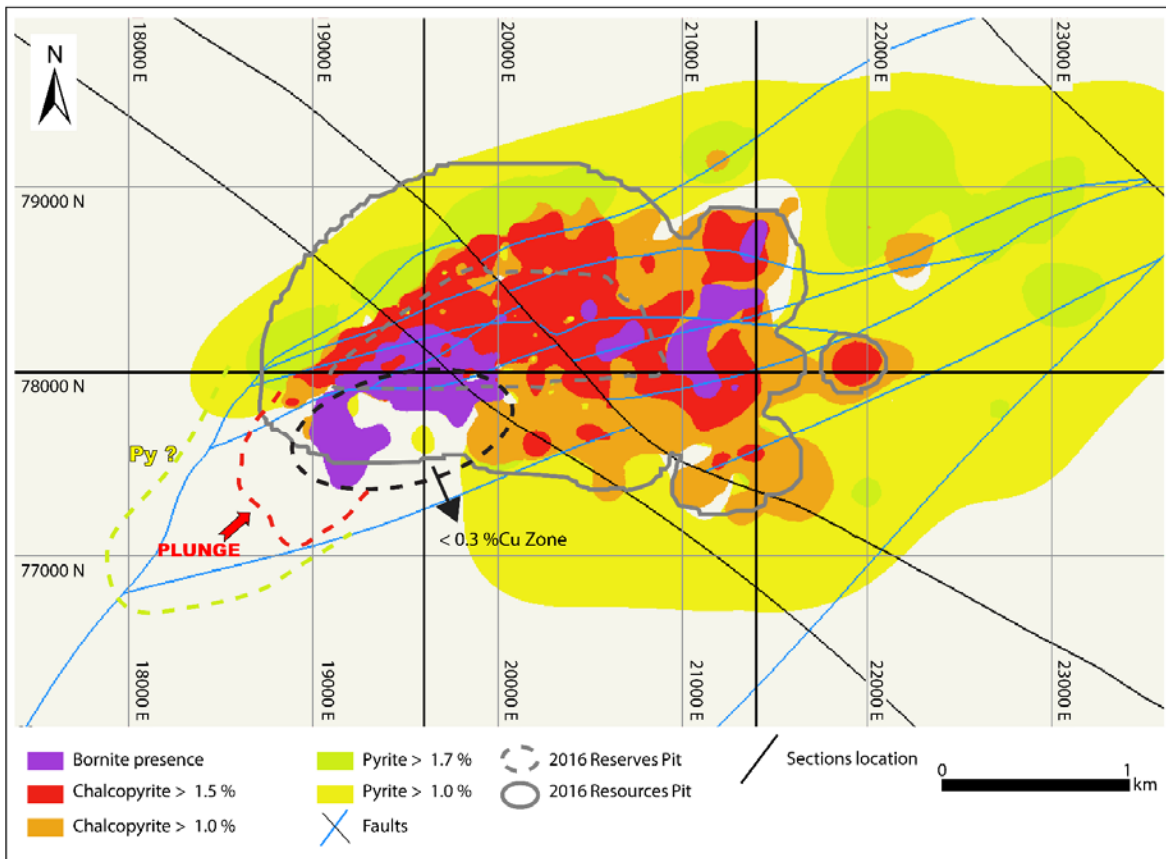 N
18000 E
19000 E
20000 E
21000 E
22000 E
23000 E
79000 N
78000 N
Py ?
PLUNGE
< 0.3 %Cu Zone
77000 N
18000 E
19000 E
20000 E
21000 E
22000 E
23000 E
Bornite presence
Chalcopyrite > 1.5 %
Chalcopyrite > 1.0 %
Pyrite > 1.7 %
Pyrite > 1.0 %
Faults
2016 Reserves Pit
2016 Resources Pit
Sections location
0 1
km